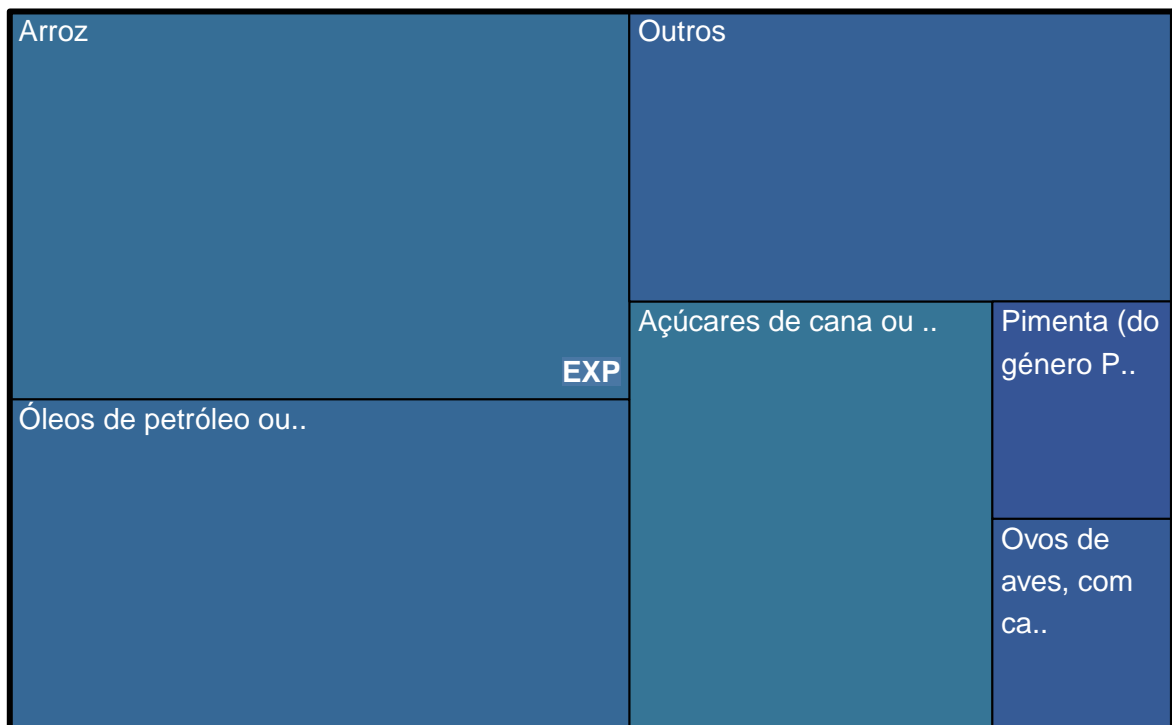 Arroz
EXP
Óleos de petróleo ou..
Outros
Açúcares de cana ou ..
Pimenta (do
género P..
Ovos de
aves, com
ca..